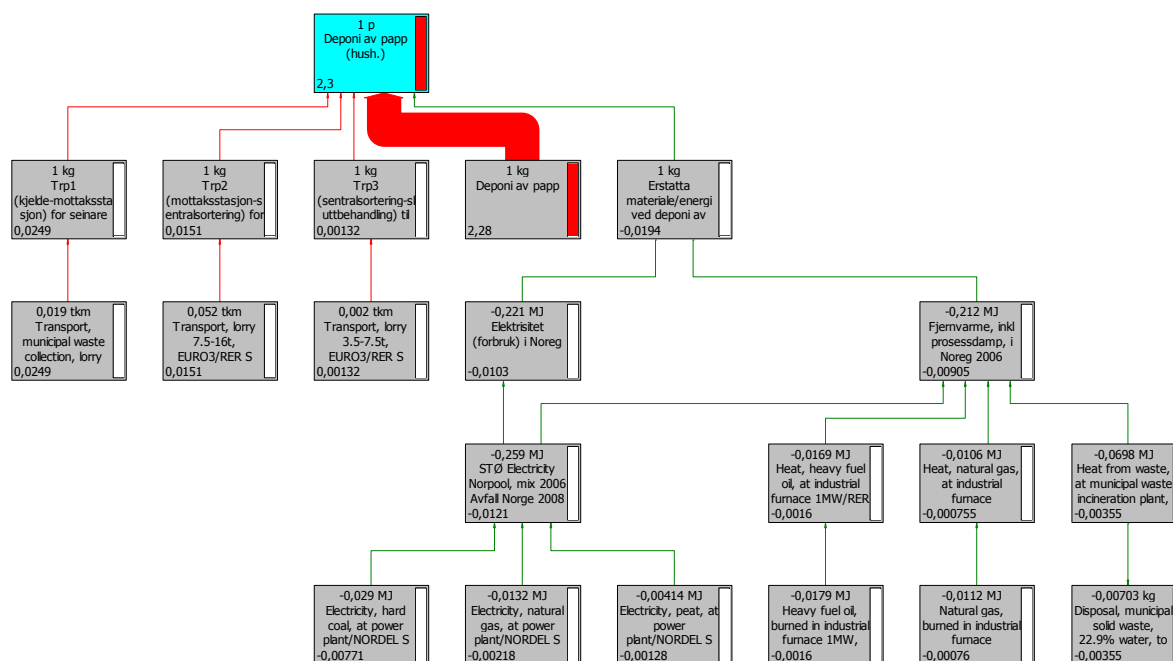 1 p
Deponi av papp
(hush.)
2,3
1 kg
Trp1
(kjelde-mottakssta
sjon) for seinare
0,0249
1 kg
Trp2
(mottaksstasjon-s
entralsortering) for
0,0151
1 kg
Trp3
(sentralsortering-sl
uttbehandling) til
0,00132
1 kg
Deponi av papp
2,28
1 kg
Erstatta
materiale/energi
ved deponi av
-0,0194
0,019 tkm
Transport,
municipal waste
collection, lorry
0,0249
0,052 tkm
Transport, lorry
7.5-16t,
EURO3/RER S
0,0151
0,002 tkm
Transport, lorry
3.5-7.5t,
EURO3/RER S
0,00132
-0,221 MJ
Elektrisitet
(forbruk) i Noreg
-0,0103
-0,212 MJ
Fjernvarme, inkl
prosessdamp, i
Noreg 2006
-0,00905
-0,259 MJ
STØ Electricity
Norpool, mix 2006
Avfall Norge 2008
-0,0121
-0,0169 MJ
Heat, heavy fuel
oil, at industrial
furnace 1MW/RER
-0,0016
-0,0106 MJ
Heat, natural gas,
at industrial
furnace
-0,000755
-0,0698 MJ
Heat from waste,
at municipal waste
incineration plant,
-0,00355
-0,029 MJ
Electricity, hard
coal, at power
plant/NORDEL S
-0,00771
-0,0132 MJ
Electricity, natural
gas, at power
plant/NORDEL S
-0,00218
-0,00414 MJ
Electricity, peat, at
power
plant/NORDEL S
-0,00128
-0,0179 MJ
Heavy fuel oil,
burned in industrial
furnace 1MW,
-0,0016
-0,0112 MJ
Natural gas,
burned in industrial
furnace
-0,00076
-0,00703 kg
Disposal, municipal
solid waste,
22.9% water, to
-0,00355